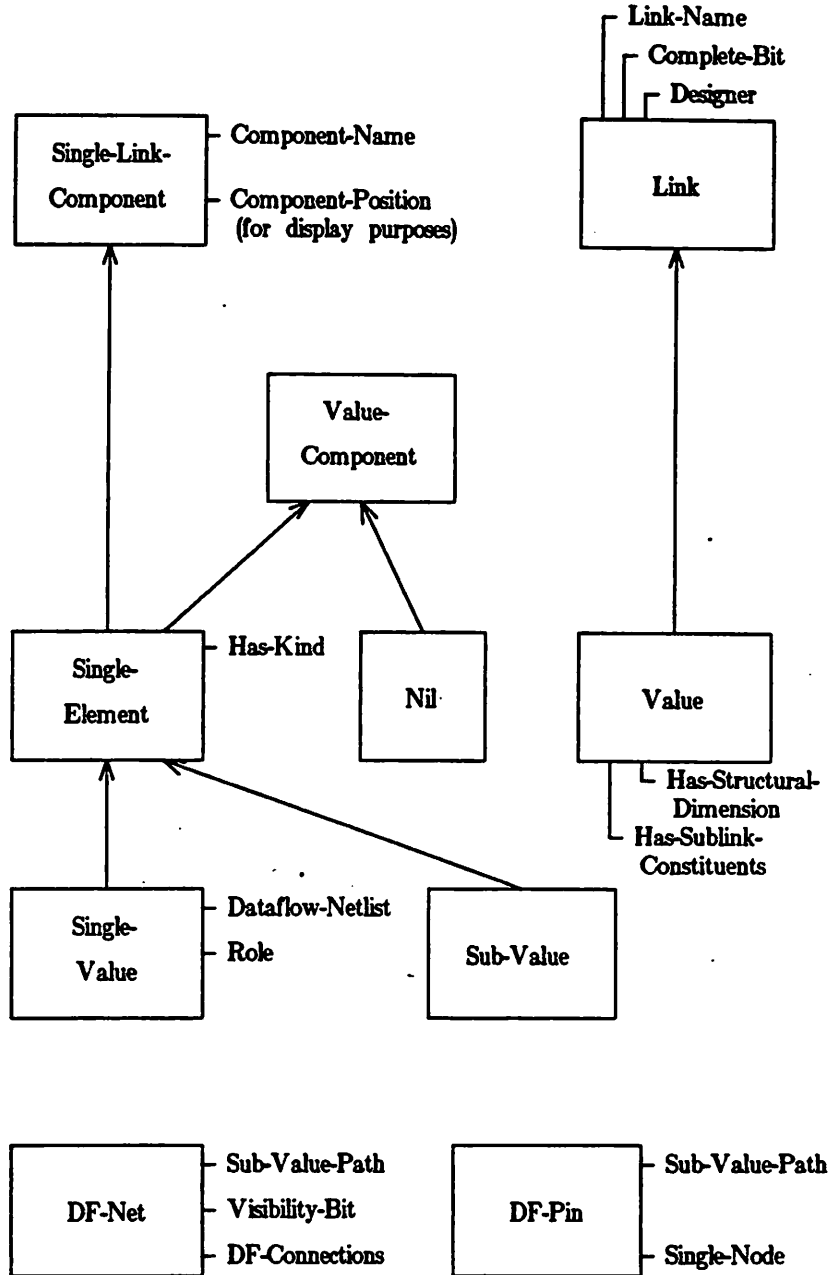 Link-Name
Complete-Bit
Designer
Single-Link-
Component
Component-Name
Component-Position
(for display purposes)
Link
Value-
Component
Single-
Element
Has-Kind
Nil
Value
Has-Structural-
Dimension
Has-Sublink-
Constituents
Single-
Value
Dataflow-Netlist
Role
Sub-Value
DF-Net
Sub-Value-Path
Visibility-Bit
DF-Connections
DF-Pin
Sub-Value-Path
Single-Node